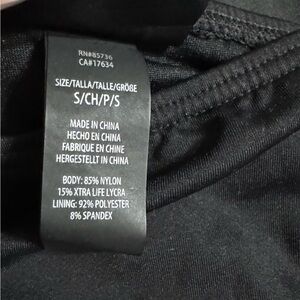 RN#85736
CA#17634
SIZE/TALLA/TALLE/GRÖßE
S/CH/P/S
MADE IN CHINA
HECHO EN CHINA
FABRIQUE EN CHINE
HERGESTELLT IN CHINA
BODY: 85% NYLON
15% XTRA LIFE LYCRA
LINING: 92% POLYESTER
8% SPANDEX